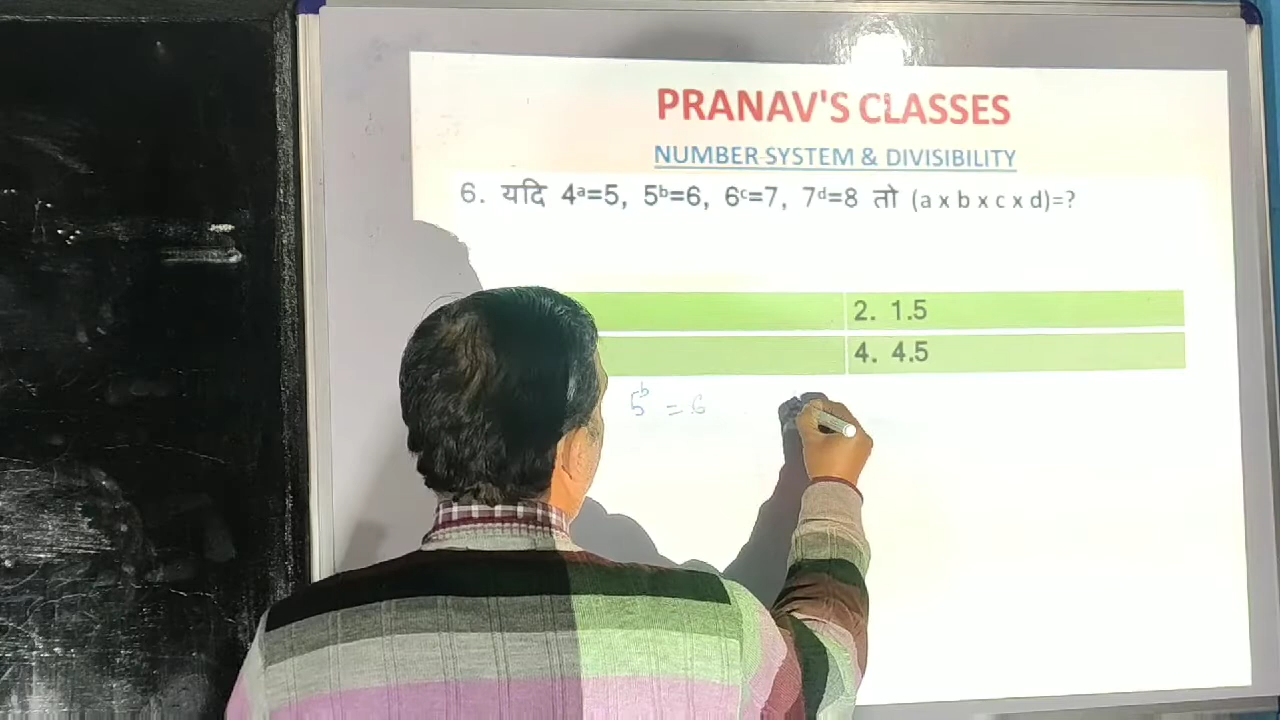 PRANAV'S CLASSES
NUMBER SYSTEM & DIVISIBILITY
6. यदि 4ᵃ=5, 5ᵇ=6, 6ᶜ=7, 7ᵈ=8 तो (a x b x c x d)=?
2. 1.5
4. 4.5
5ᵇ = 6